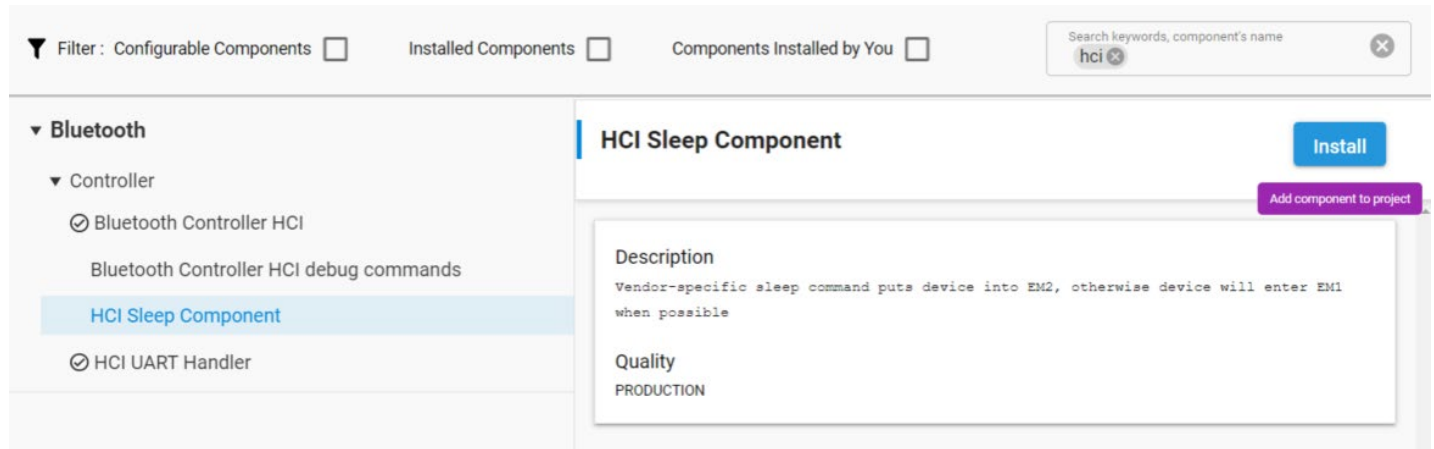 Filter : Configurable Components
Installed Components
Components Installed by You
Search keywords, component's name
hci
Bluetooth
Controller
Bluetooth Controller HCI
Bluetooth Controller HCI debug commands
HCI Sleep Component
HCI UART Handler
HCI Sleep Component
Install
Add component to project
Description
Vendor-specific sleep command puts device into EM2, otherwise device will enter EM1
when possible
Quality
PRODUCTION